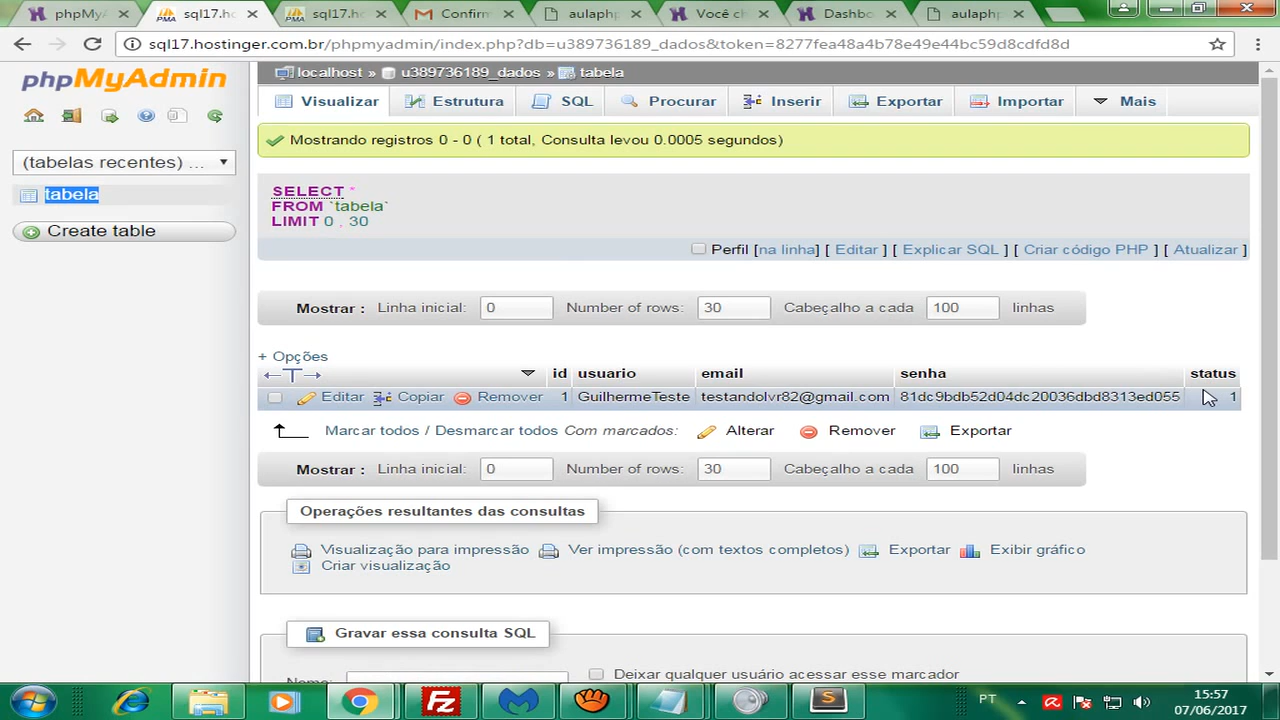 phpMyA
sql17.h
sql17.h
Confirm
aulaph
Você c
Dashbo
aulaph
sql17.hostinger.com.br/phpmyadmin/index.php?db=u389736189_dados&token=8277fea48a4b78e49e44bc59d8cdfd8d
phpMyAdmin
(tabelas recentes) ...
tabela
Create table
localhost » u389736189_dados » tabela
Visualizar Estrutura SQL Procurar Inserir Exportar Importar Mais
Mostrando registros 0 - 0 ( 1 total, Consulta levou 0.0005 segundos)
SELECT *
FROM `tabela`
LIMIT 0 , 30
Perfil [na linha] [ Editar ] [ Explicar SQL ] [ Criar código PHP ] [ Atualizar ]
Mostrar : Linha inicial: 0 Number of rows: 30 Cabeçalho a cada 100 linhas
+ Opções
←T→ id usuario email senha status
Editar Copiar Remover 1 GuilhermeTeste testandolvr82@gmail.com 81dc9bdb52d04dc20036dbd8313ed055 1
Marcar todos / Desmarcar todos Com marcados: Alterar Remover Exportar
Mostrar : Linha inicial: 0 Number of rows: 30 Cabeçalho a cada 100 linhas
Operações resultantes das consultas
Visualização para impressão Ver impressão (com textos completos) Exportar Exibir gráfico
Criar visualização
Gravar essa consulta SQL
Deixar qualquer usuário acessar esse marcador
PT
15:57
07/06/2017